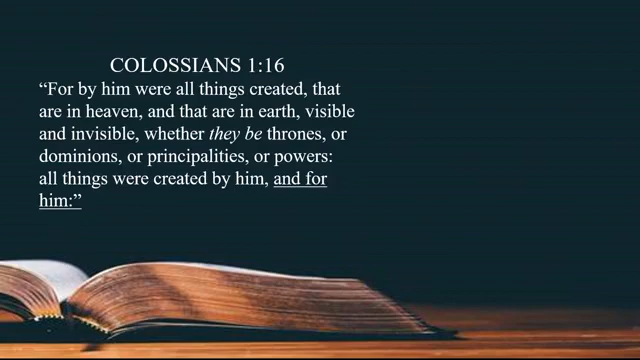 COLOSSIANS 1:16
“For by him were all things created, that
are in heaven, and that are in earth, visible
and invisible, whether they be thrones, or
dominions, or principalities, or powers:
all things were created by him, and for
him:”